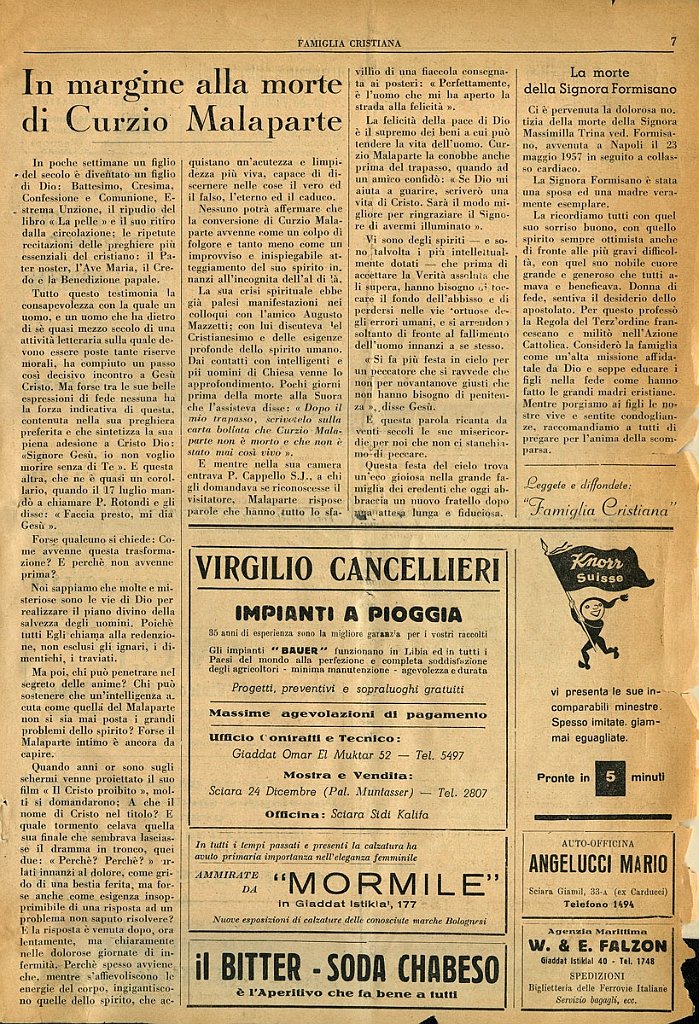 FAMIGLIA CRISTIANA
7
In margine alla morte
di Curzio Malaparte
In poche settimane un figlio
del secolo è diventato un figlio
di Dio: Battesimo, Cresima,
Confessione e Comunione, E-
strema Unzione, il ripudio del
libro « La pelle » e il suo ritiro
dalla circolazione; le ripetute
recitazioni delle preghiere più
essenziali del cristiano: il Pa-
ter noster, l'Ave Maria, il Cre-
do e la Benedizione papale.
Tutto questo testimonia la
consapevolezza con la quale un
uomo, e un uomo che ha dietro
di sè quasi mezzo secolo di una
attività letteraria sulla quale de-
vono essere poste tante riserve
morali, ha compiuto un passo
così decisivo incontro a Gesù
Cristo. Ma forse tra le sue belle
espressioni di fede nessuna ha
la forza indicativa di questa,
contenuta nella sua preghiera
preferita e che sintetizza la sua
piena adesione a Cristo Dio:
«Signore Gesù, io non voglio
morire senza di Te ». E questa
altra, che ne è quasi un corol-
lario, quando il 17 luglio man-
dò a chiamare P. Rotondi e gli
disse: « Faccia presto, mi dia
Gesù ».
Forse qualcuno si chiede: Co-
me avvenne questa trasforma-
zione? E perchè non avvenne
prima?
Noi sappiamo che molte e mi-
steriose sono le vie di Dio per
realizzare il piano divino della
salvezza degli uomini. Poichè
tutti Egli chiama alla redenzio-
ne, non esclusi gli ignari, i di-
mentichi, i traviati.
Ma poi, chi può penetrare nel
segreto delle anime? Chi può
sostenere che un'intelligenza a-
cuta come quella del Malaparte
non si sia mai posta i grandi
problemi dello spirito? Forse il
Malaparte intimo è ancora da
capire.
Quando anni or sono sugli
schermi venne proiettato il suo
film « Il Cristo proibito », mol-
ti si domandarono: A che il
nome di Cristo nel titolo? E
quale tormento celava quella
sua finale che sembrava lascias-
se il dramma in tronco, quei
due: « Perchè? Perchè? » ur-
lati innanzi al dolore, come gri-
do di una bestia ferita, ma for-
se anche come esigenza insop-
primibile di una risposta ad un
problema non saputo risolvere?
E la risposta è venuta dopo, ora
lentamente, ma chiaramente
nelle dolorose giornate di in-
fermità. Perchè spesso avviene
che, mentre s'affievoliscono le
energie del corpo, ingigantisco-
no quelle dello spirito, che ac-
quistano un'acutezza e limpi-
dezza più viva, capace di di-
scernere nelle cose il vero ed
il falso, l'eterno ed il caduco.
Nessuno potrà affermare che
la conversione di Curzio Mala-
parte avvenne come un colpo di
folgore e tanto meno come un
improvviso e inspiegabile at-
teggiamento del suo spirito in-
nanzi all'incognita dell'al di là.
La sua crisi spirituale ebbe
già palesi manifestazioni nei
colloqui con l'amico Augusto
Mazzetti; con lui discuteva del
Cristianesimo e delle esigenze
profonde dello spirito umano.
Dai contatti con intelligenti e
pii uomini di Chiesa venne lo
approfondimento. Pochi giorni
prima della morte alla Suora
che l'assisteva disse: « Dopo il
mio trapasso, scrivetelo sulla
carta bollata che Curzio Mala-
parte non è morto e che non è
stato mai così vivo ».
E mentre nella sua camera
entrava P. Cappello S.J., a chi
gli domandava se riconoscesse il
visitatore, Malaparte rispose
parole che hanno tutto lo sfa-
villio di una fiaccola consegna-
ta ai posteri: « Perfettamente,
è l'uomo che mi ha aperto la
strada alla felicità ».
La felicità della pace di Dio
è il supremo dei beni a cui può
tendere la vita dell'uomo. Cur-
zio Malaparte la conobbe anche
prima del trapasso, quando ad
un amico confidò: « Se Dio mi
aiuta a guarire, scriverò una
vita di Cristo. Sarà il modo mi-
gliore per ringraziare il Signo-
re di avermi illuminato ».
Vi sono degli spiriti — e so-
no talvolta i più intellettual-
mente dotati — che prima di
accettare la Verità assoluta che
li supera, hanno bisogno di toc-
care il fondo dell'abbisso e di
perdersi nelle vie tortuose de-
gli errori umani, e si arrendono
soltanto di fronte al fallimento
dell'uomo innanzi a se stesso.
« Si fa più festa in cielo per
un peccatore che si ravvede che
non per novantanove giusti che
non hanno bisogno di peniten-
za », disse Gesù.
E questa parola ricanta da
venti secoli le sue misericor-
die per noi che non ci stanchia-
mo di peccare.
Questa festa del cielo trova
un'eco gioiosa nella grande fa-
miglia dei credenti che oggi ab-
braccia un nuovo fratello dopo
una attesa lunga e fiduciosa.
La morte
della Signora Formisano
Ci è pervenuta la dolorosa no-
tizia della morte della Signora
Massimilla Trina ved. Formisa-
no, avvenuta a Napoli il 23
maggio 1957 in seguito a collas-
so cardiaco.
La Signora Formisano è stata
una sposa ed una madre vera-
mente esemplare.
La ricordiamo tutti con quel
suo sorriso buono, con quello
spirito sempre ottimista anche
di fronte alle più gravi difficol-
tà, con quel suo nobile cuore
grande e generoso che tutti a-
mava e beneficava. Donna di
fede, sentiva il desiderio dello
apostolato. Per questo professò
la Regola del Terz'ordine fran-
cescano e militò nell'Azione
Cattolica. Considerò la famiglia
come un'alta missione affida-
tale da Dio e seppe educare i
figli nella fede come hanno
fatto le grandi madri cristiane.
Mentre porgiamo ai figli le no-
stre vive e sentite condoglian-
ze, raccomandiamo a tutti di
pregare per l'anima della scom-
parsa.
Leggete e diffondete:
"Famiglia Cristiana"
VIRGILIO CANCELLIERI
IMPIANTI A PIOGGIA
35 anni di esperienza sono la migliore garanzia per i vostri raccolti
Gli impianti "BAUER" funzionano in Libia ed in tutti i
Paesi del mondo alla perfezione e completa soddisfazione
degli agricoltori - minima manutenzione - agevolezza e durata
Progetti, preventivi e sopraluoghi gratuiti
Massime agevolazioni di pagamento
Ufficio Contratti e Tecnico:
Giaddat Omar El Muktar 52 — Tel. 5497
Mostra e Vendita:
Sciara 24 Dicembre (Pal. Muntasser) — Tel. 2807
Officina: Sciara Sidi Kalifa
In tutti i tempi passati e presenti la calzatura ha
avuto primaria importanza nell'eleganza femminile
AMMIRATE
DA "MORMILE"
in Giaddat Istiklal, 177
Nuove esposizioni di calzature delle conosciute marche Bolognesi
il BITTER - SODA CHABESO
è l'Aperitivo che fa bene a tutti
Knorr
Suisse
vi presenta le sue in-
comparabili minestre.
Spesso imitate, giam-
mai eguagliate.
Pronte in 5 minuti
AUTO-OFFICINA
ANGELUCCI MARIO
Sciara Giamil, 33-A (ex Carducci)
Telefono 1494
Agenzia Marittima
W. & E. FALZON
Giaddat Istiklal 40 - Tel. 1748
SPEDIZIONI
Biglietteria delle Ferrovie Italiane
Servizio bagagli, ecc.